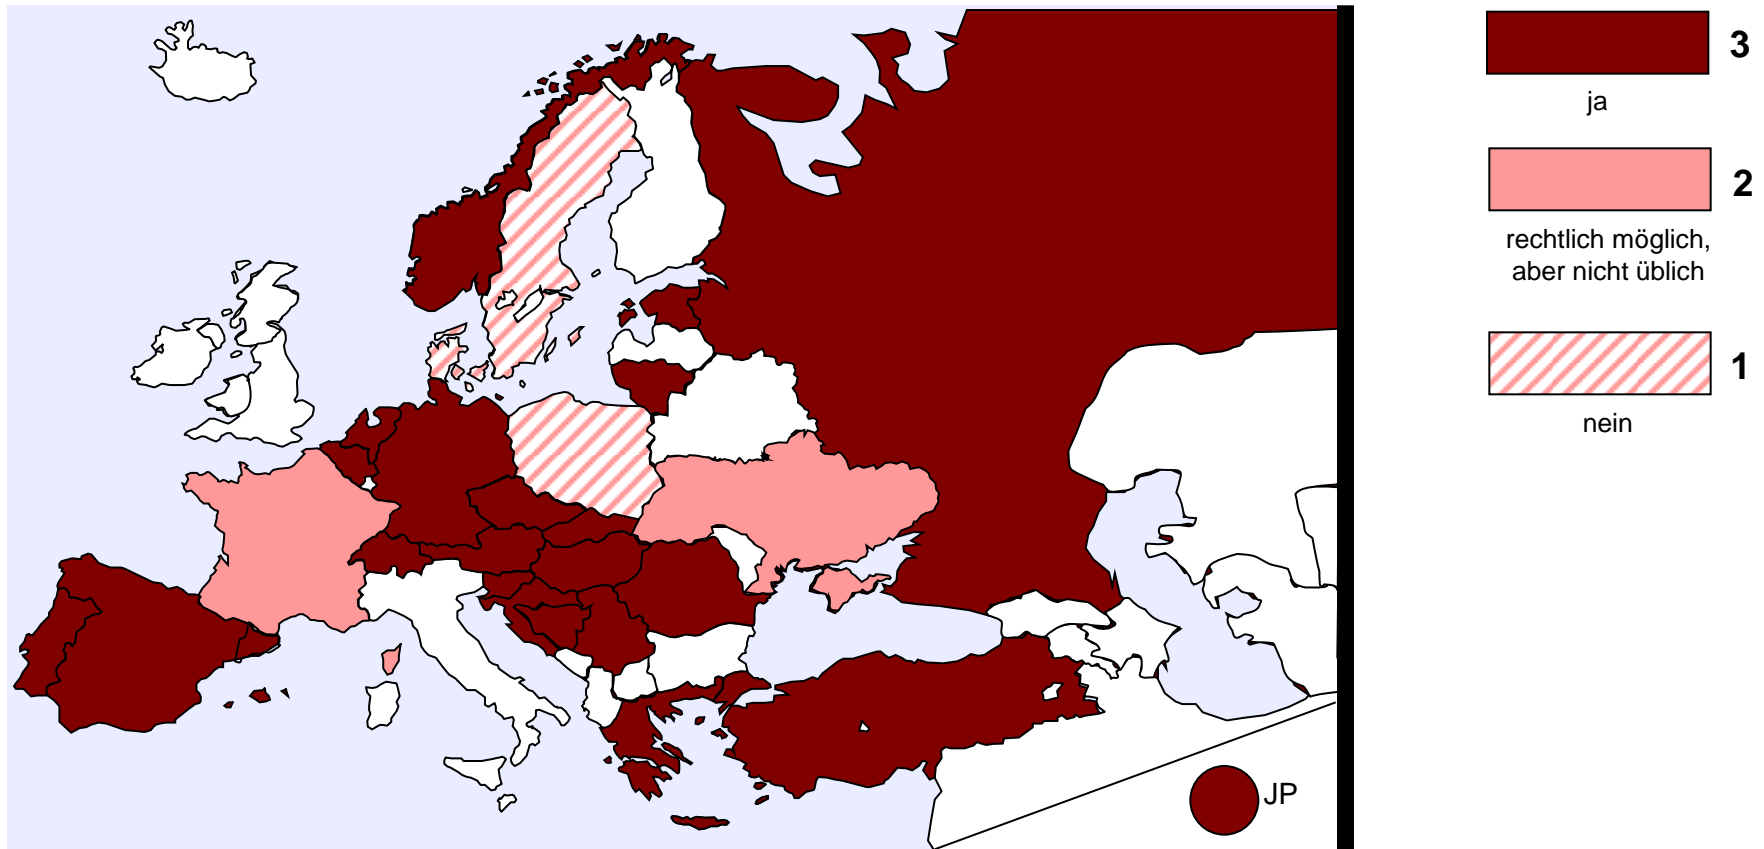 3
ja
2
rechtlich möglich,
aber nicht üblich
1
nein
JP